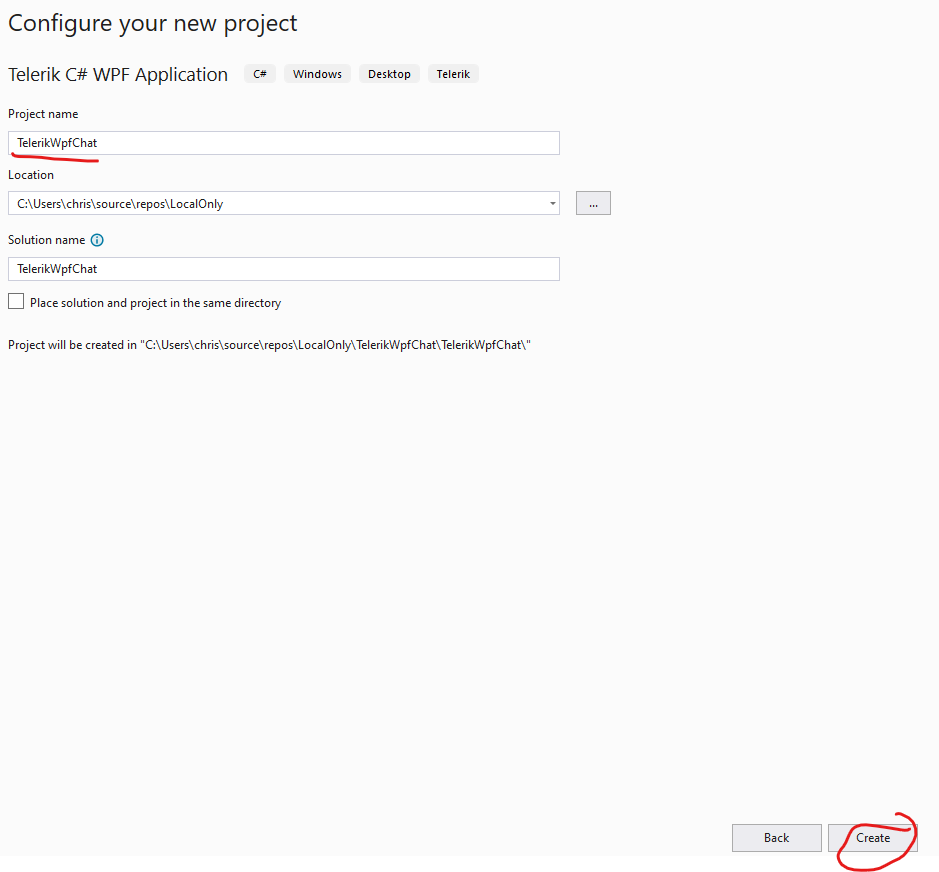 Configure your new project
Telerik C# WPF Application C# Windows Desktop Telerik
Project name
TelerikWpfChat
Location
C:\Users\chris\source\repos\LocalOnly
...
Solution name
TelerikWpfChat
Place solution and project in the same directory
Project will be created in "C:\Users\chris\source\repos\LocalOnly\TelerikWpfChat\TelerikWpfChat\"
Back Create